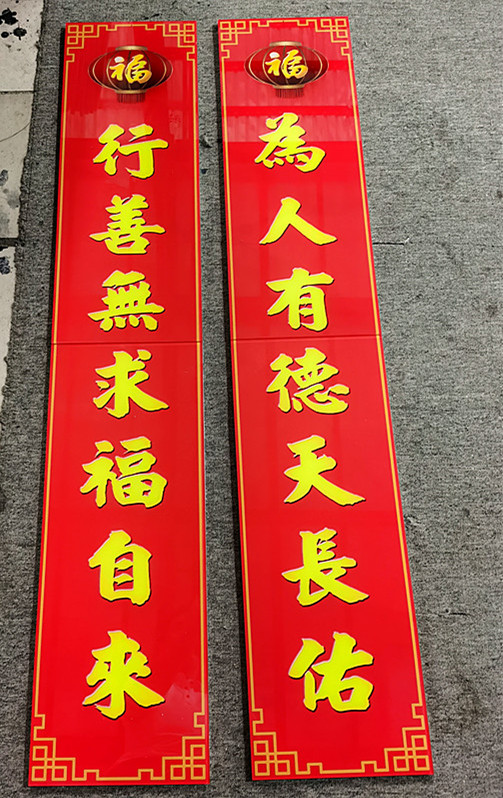 福
為人有德天長佑
福
行善無求福自來